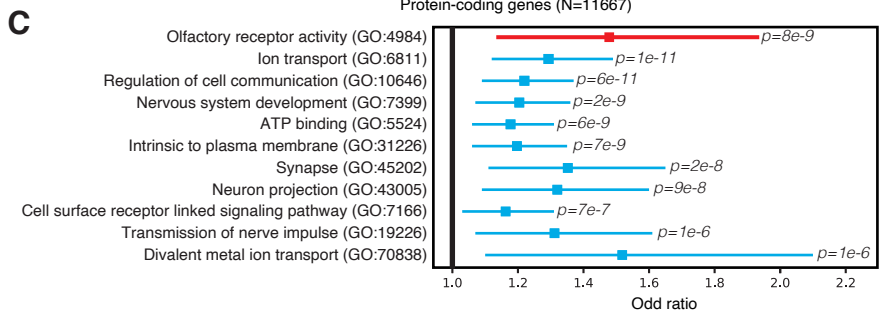 Protein-coding genes (N=11667)
C
Olfactory receptor activity (GO:4984) p=8e-9
Ion transport (GO:6811) p=1e-11
Regulation of cell communication (GO:10646) p=6e-11
Nervous system development (GO:7399) p=2e-9
ATP binding (GO:5524) p=6e-9
Intrinsic to plasma membrane (GO:31226) p=7e-9
Synapse (GO:45202) p=2e-8
Neuron projection (GO:43005) p=9e-8
Cell surface receptor linked signaling pathway (GO:7166) p=7e-7
Transmission of nerve impulse (GO:19226) p=1e-6
Divalent metal ion transport (GO:70838) p=1e-6
1.0 1.2 1.4 1.6 1.8 2.0 2.2
Odd ratio